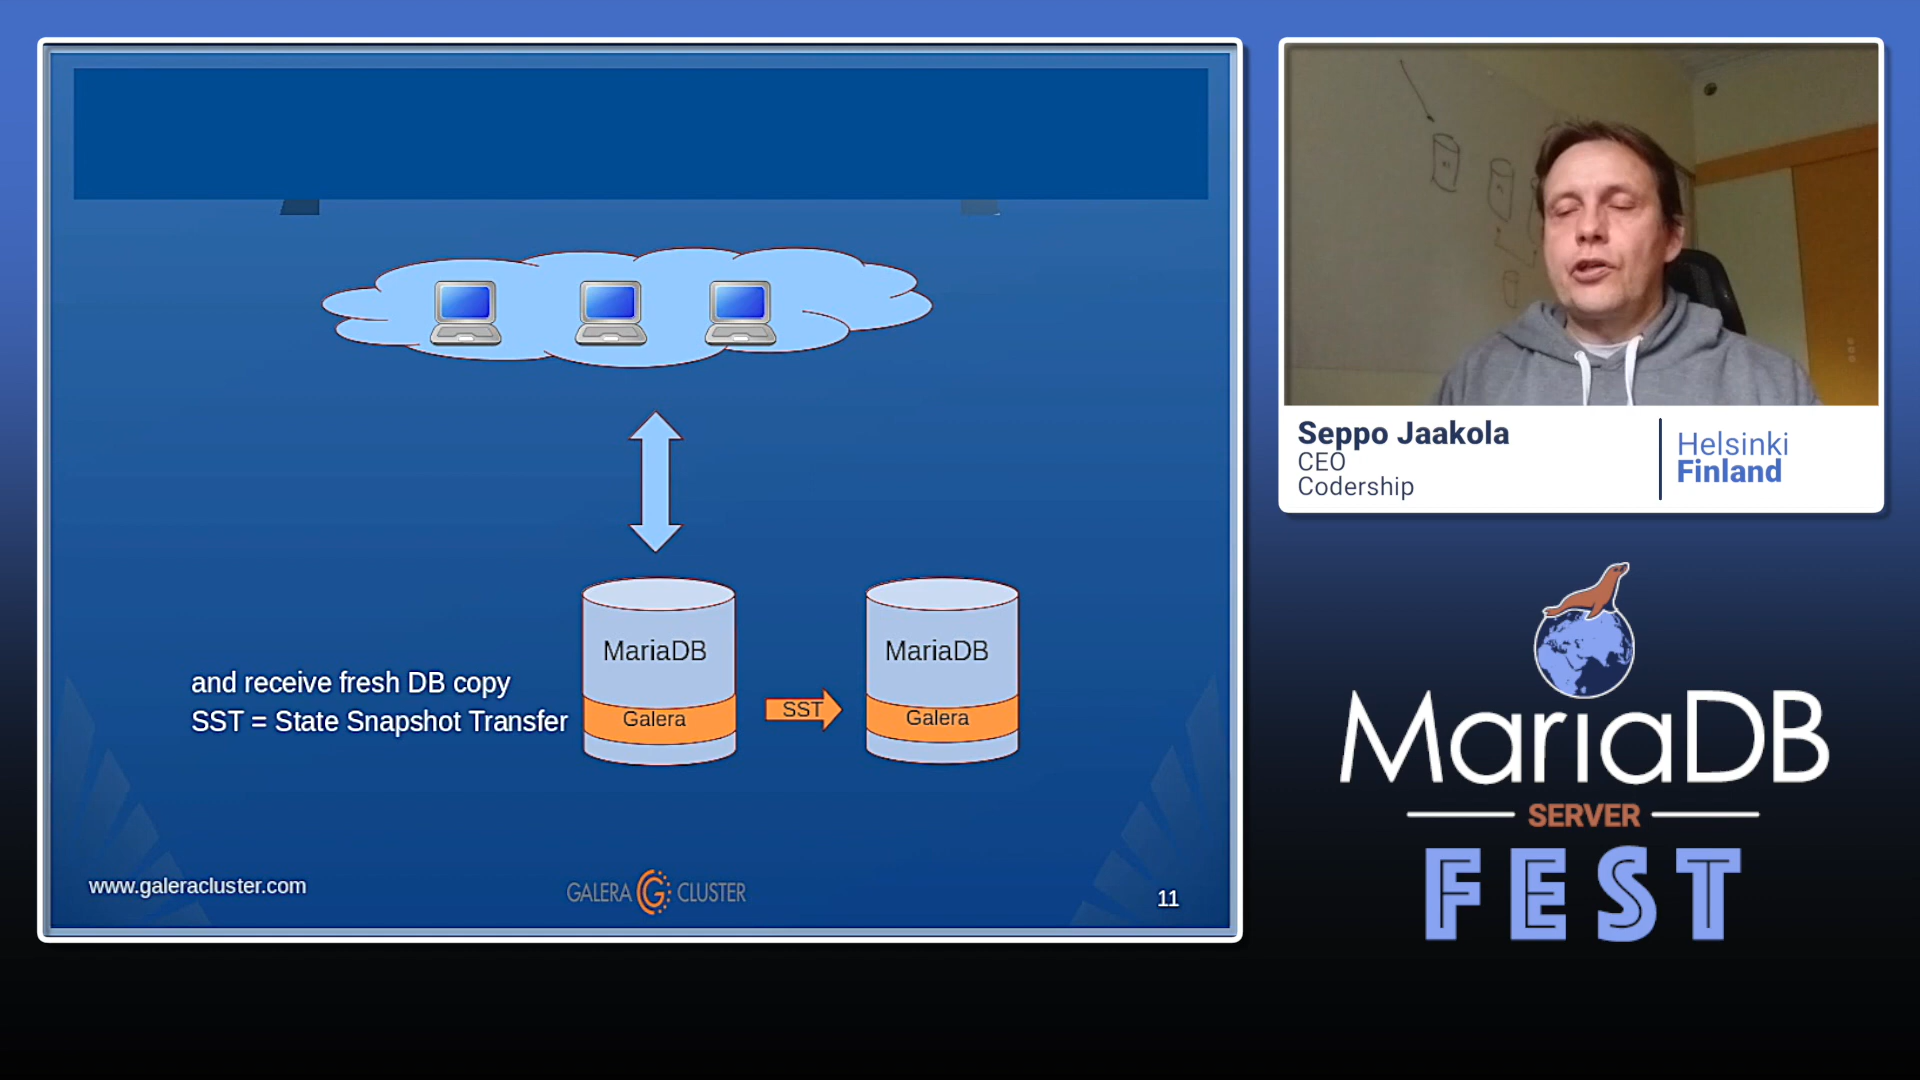 MariaDB
MariaDB
and receive fresh DB copy
SST = State Snapshot Transfer
Galera
SST
Galera
www.galeracluster.com
GALERA CLUSTER
11
Seppo Jaakola
CEO
Codership
Helsinki
Finland
MariaDB
SERVER
FEST